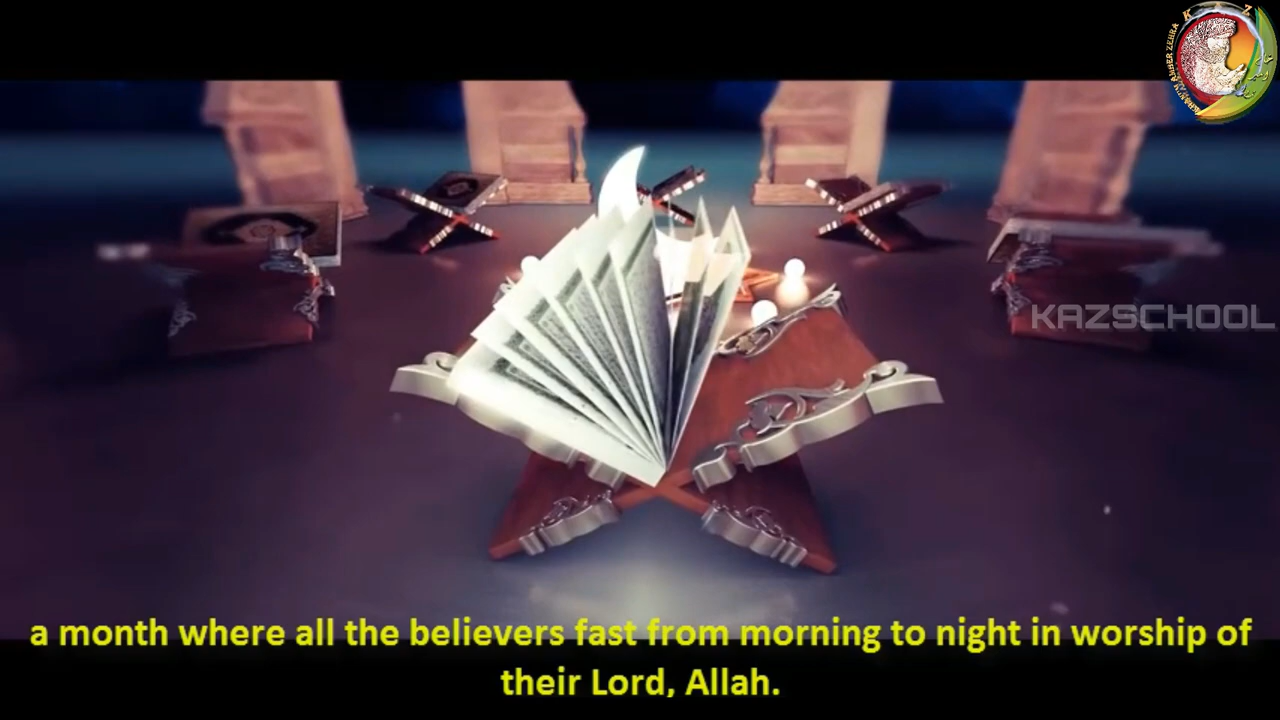 K A Z
KAZSCHOOL
a month where all the believers fast from morning to night in worship of
their Lord, Allah.